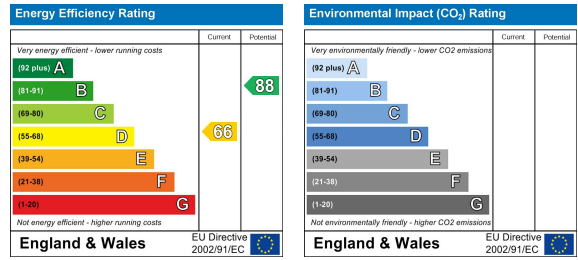 Energy Efficiency Rating
Current Potential
Very energy efficient - lower running costs
(92 plus) A
(81-91) B
(69-80) C
(55-68) D
(39-54) E
(21-38) F
(1-20) G
66
88
Not energy efficient - higher running costs
England & Wales
EU Directive
2002/91/EC
Environmental Impact (CO₂) Rating
Current Potential
Very environmentally friendly - lower CO2 emissions
(92 plus) A
(81-91) B
(69-80) C
(55-68) D
(39-54) E
(21-38) F
(1-20) G
Not environmentally friendly - higher CO2 emissions
England & Wales
EU Directive
2002/91/EC